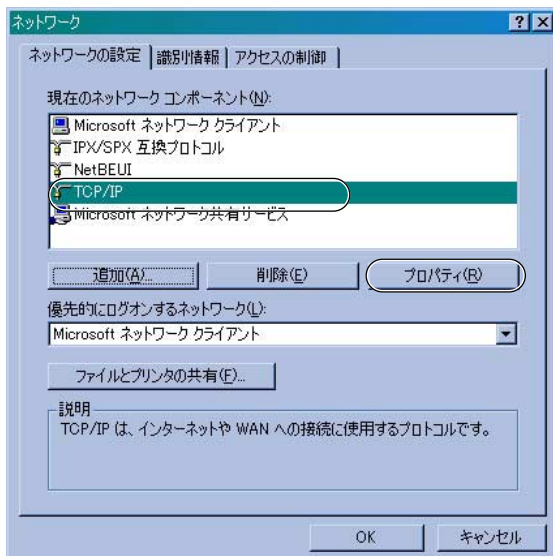 ネットワーク
ネットワークの設定 識別情報 アクセスの制御
現在のネットワーク コンポーネント(N):
Microsoft ネットワーク クライアント
IPX/SPX 互換プロトコル
NetBEUI
TCP/IP
Microsoft ネットワーク共有サービス
追加(A)... 削除(E) プロパティ(R)
優先的にログオンするネットワーク(L):
Microsoft ネットワーク クライアント
ファイルとプリンタの共有(F)...
説明
TCP/IP は、インターネットや WAN への接続に使用するプロトコルです。
OK キャンセル